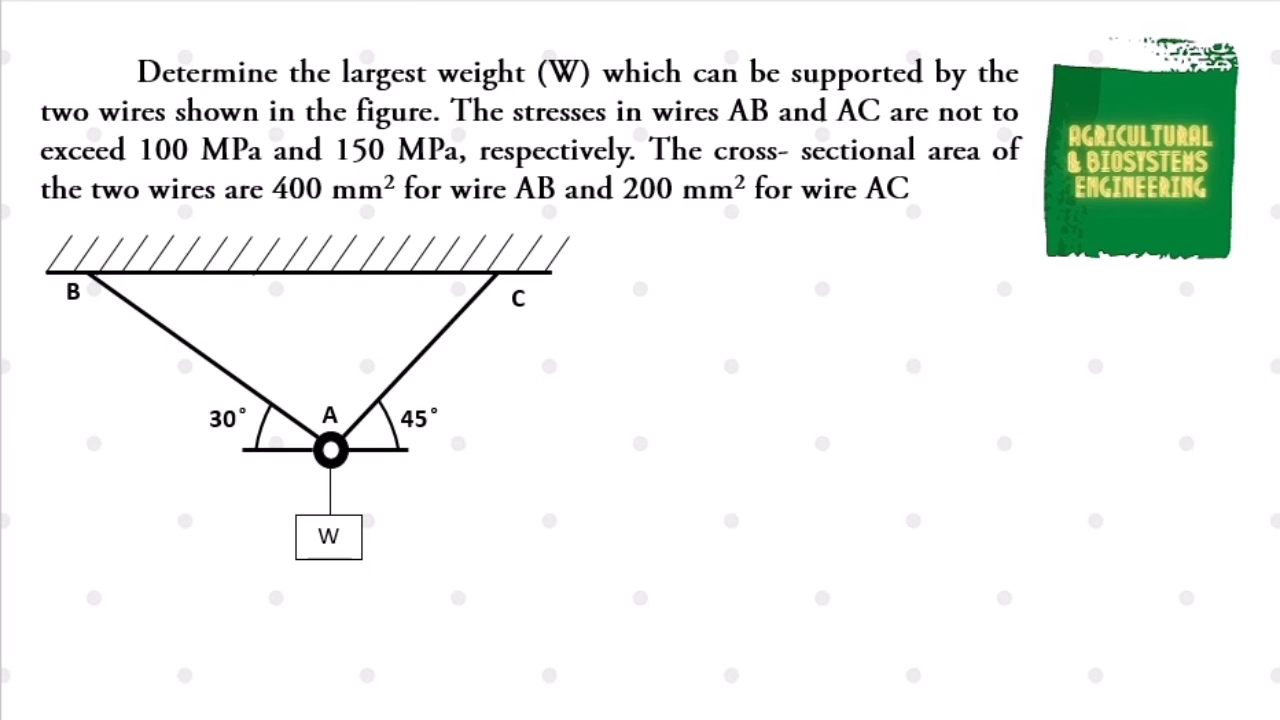 Determine the largest weight (W) which can be supported by the
two wires shown in the figure. The stresses in wires AB and AC are not to
exceed 100 MPa and 150 MPa, respectively. The cross- sectional area of
the two wires are 400 mm² for wire AB and 200 mm² for wire AC
AGRICULTURAL
& BIOSYSTEMS
ENGINEERING
B
C
30°
A
45°
W